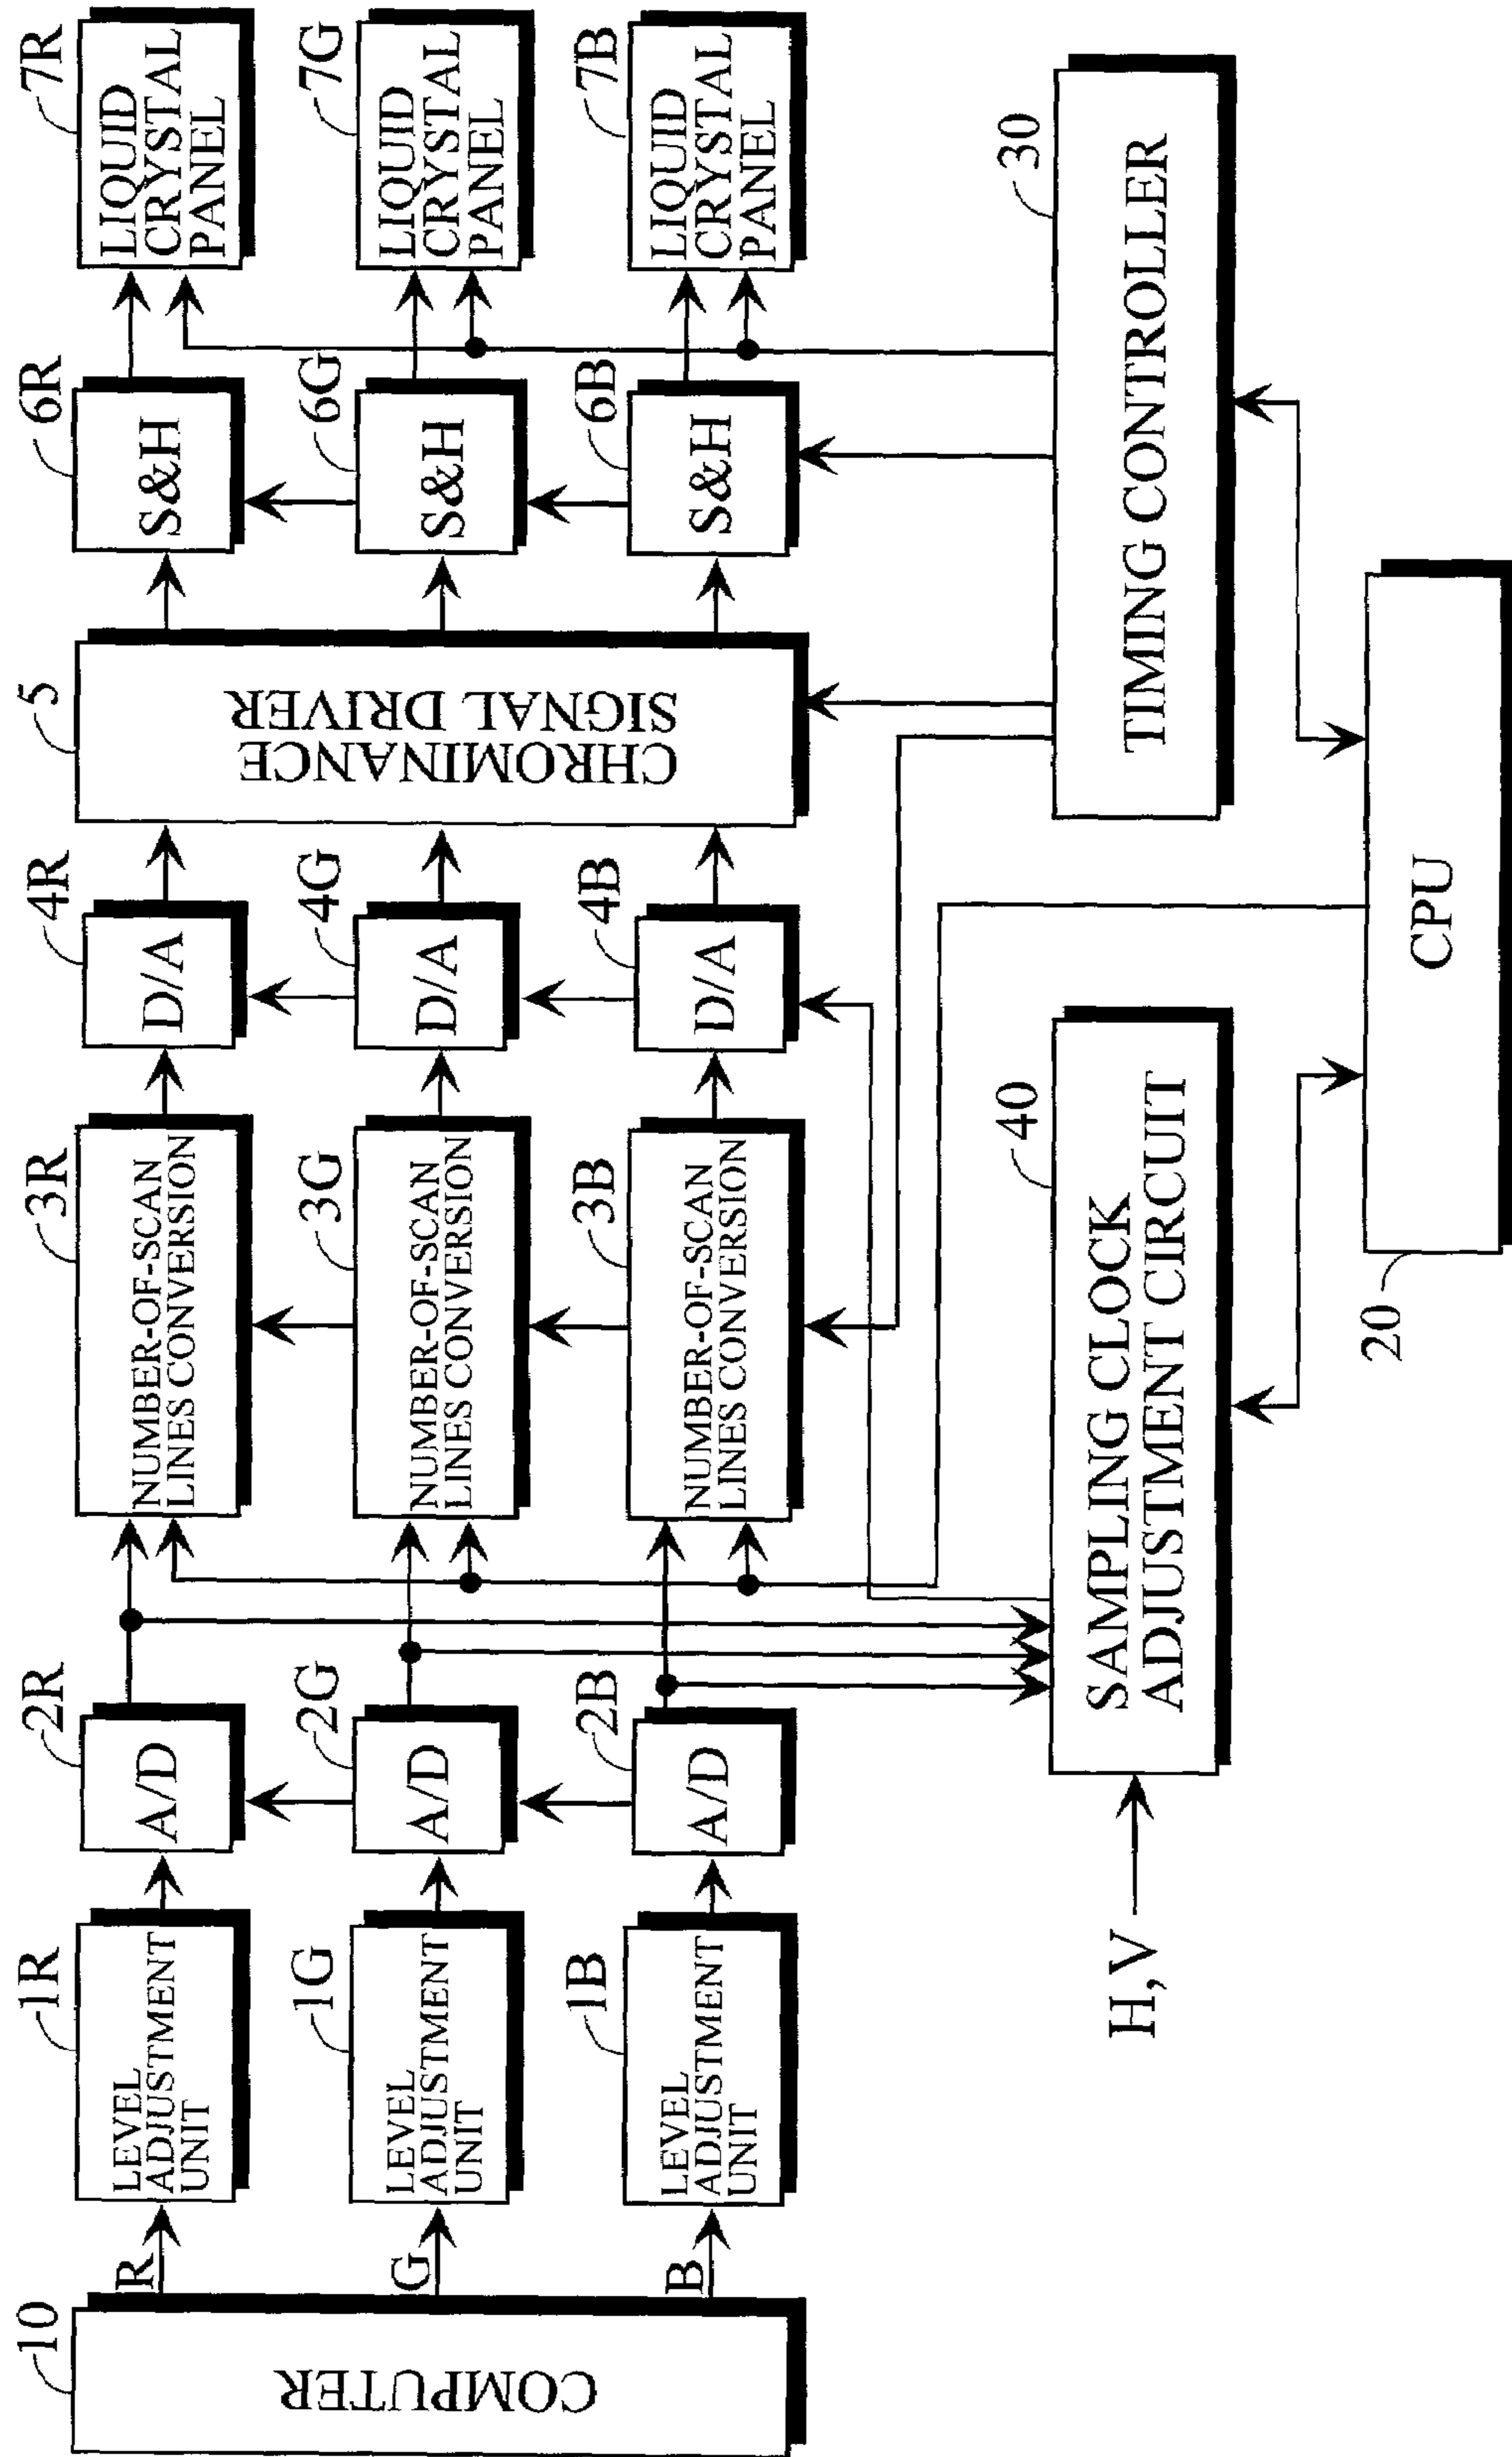 10
COMPUTER
R
G
B
1R
LEVEL
ADJUSTMENT
UNIT
1G
LEVEL
ADJUSTMENT
UNIT
1B
LEVEL
ADJUSTMENT
UNIT
2R
A/D
2G
A/D
2B
A/D
3R
NUMBER-OF-SCAN
LINES CONVERSION
3G
NUMBER-OF-SCAN
LINES CONVERSION
3B
NUMBER-OF-SCAN
LINES CONVERSION
4R
D/A
4G
D/A
4B
D/A
5
CHROMINANCE
SIGNAL DRIVER
6R
S&H
6G
S&H
6B
S&H
7R
LIQUID
CRYSTAL
PANEL
7G
LIQUID
CRYSTAL
PANEL
7B
LIQUID
CRYSTAL
PANEL
H,V
40
SAMPLING CLOCK
ADJUSTMENT CIRCUIT
30
TIMING CONTROLLER
20
CPU